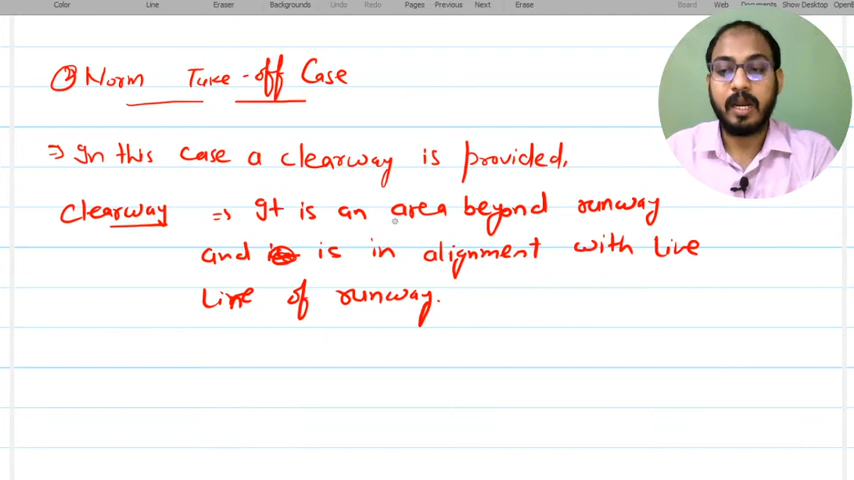 Color Line Eraser Backgrounds Undo Redo Pages Previous Next Erase Board Web Documents Show Desktop
② Norm Take-off Case
⇒ In this case a clearway is provided.
Clearway ⇒ It is an area beyond runway
and is in alignment with Line
Line of runway.